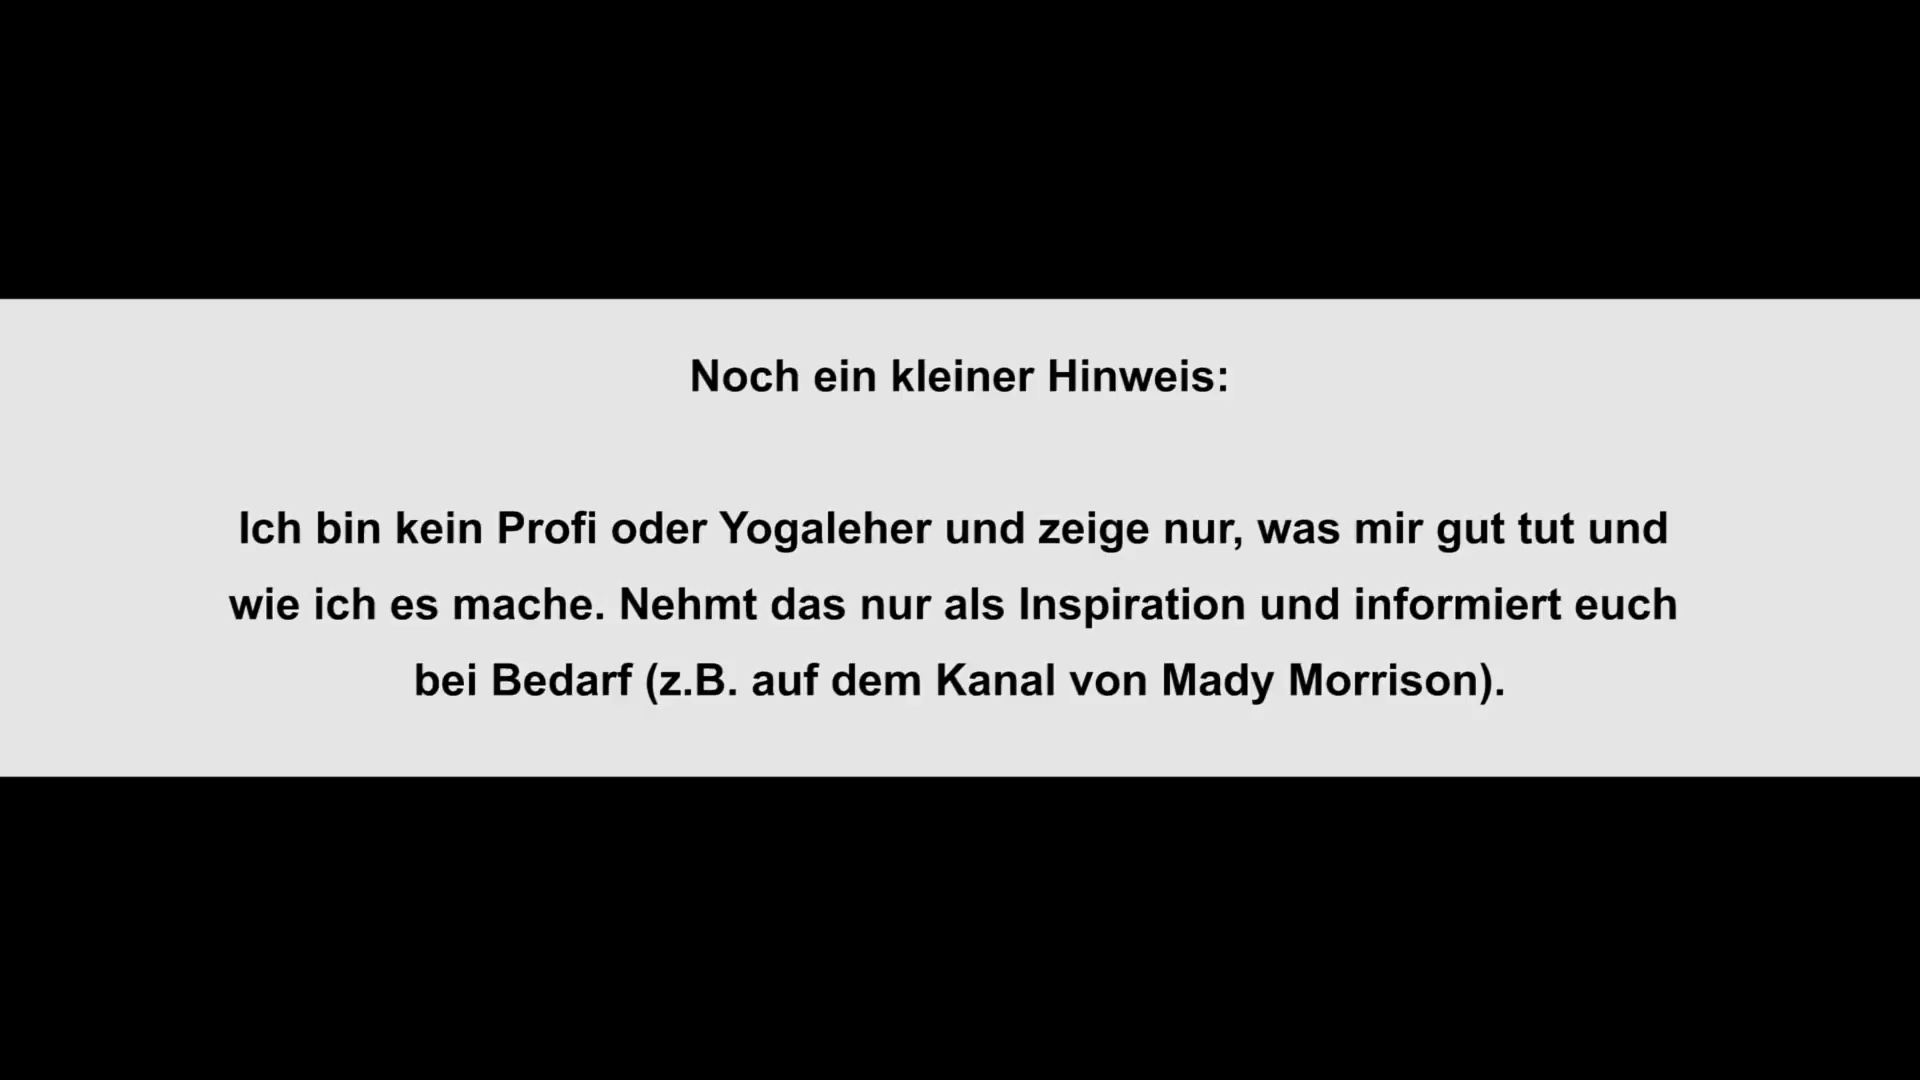 Noch ein kleiner Hinweis:
Ich bin kein Profi oder Yogaleher und zeige nur, was mir gut tut und
wie ich es mache. Nehmt das nur als Inspiration und informiert euch
bei Bedarf (z.B. auf dem Kanal von Mady Morrison).